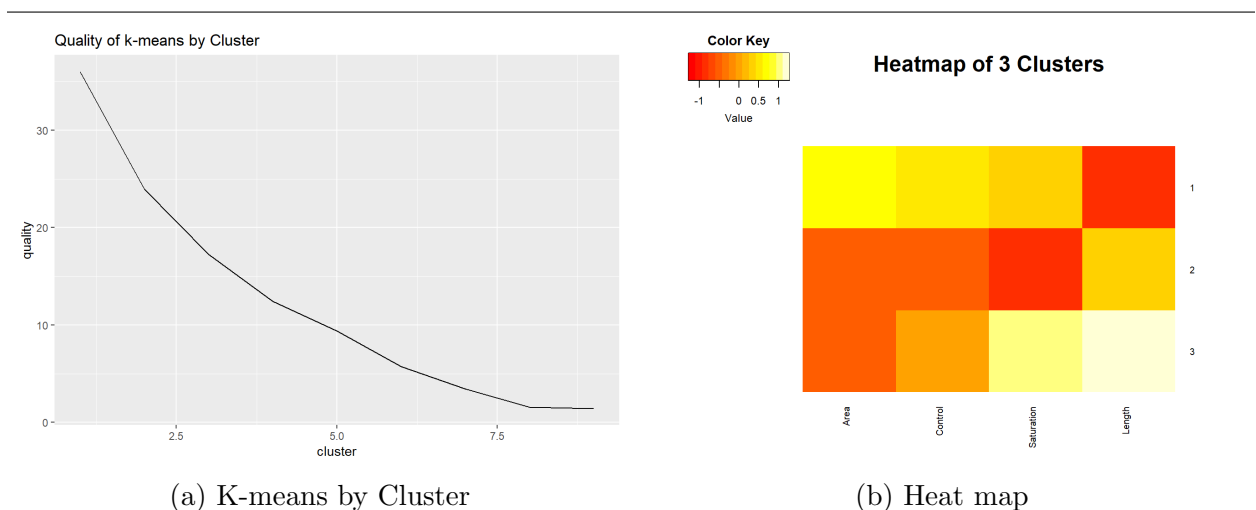 Quality of k-means by Cluster
quality
30
20
10
0
2.5 5.0 7.5
cluster
(a) K-means by Cluster
Color Key
-1 0 0.5 1
Value
Heatmap of 3 Clusters
1
2
3
Area Control Saturation Length
(b) Heat map